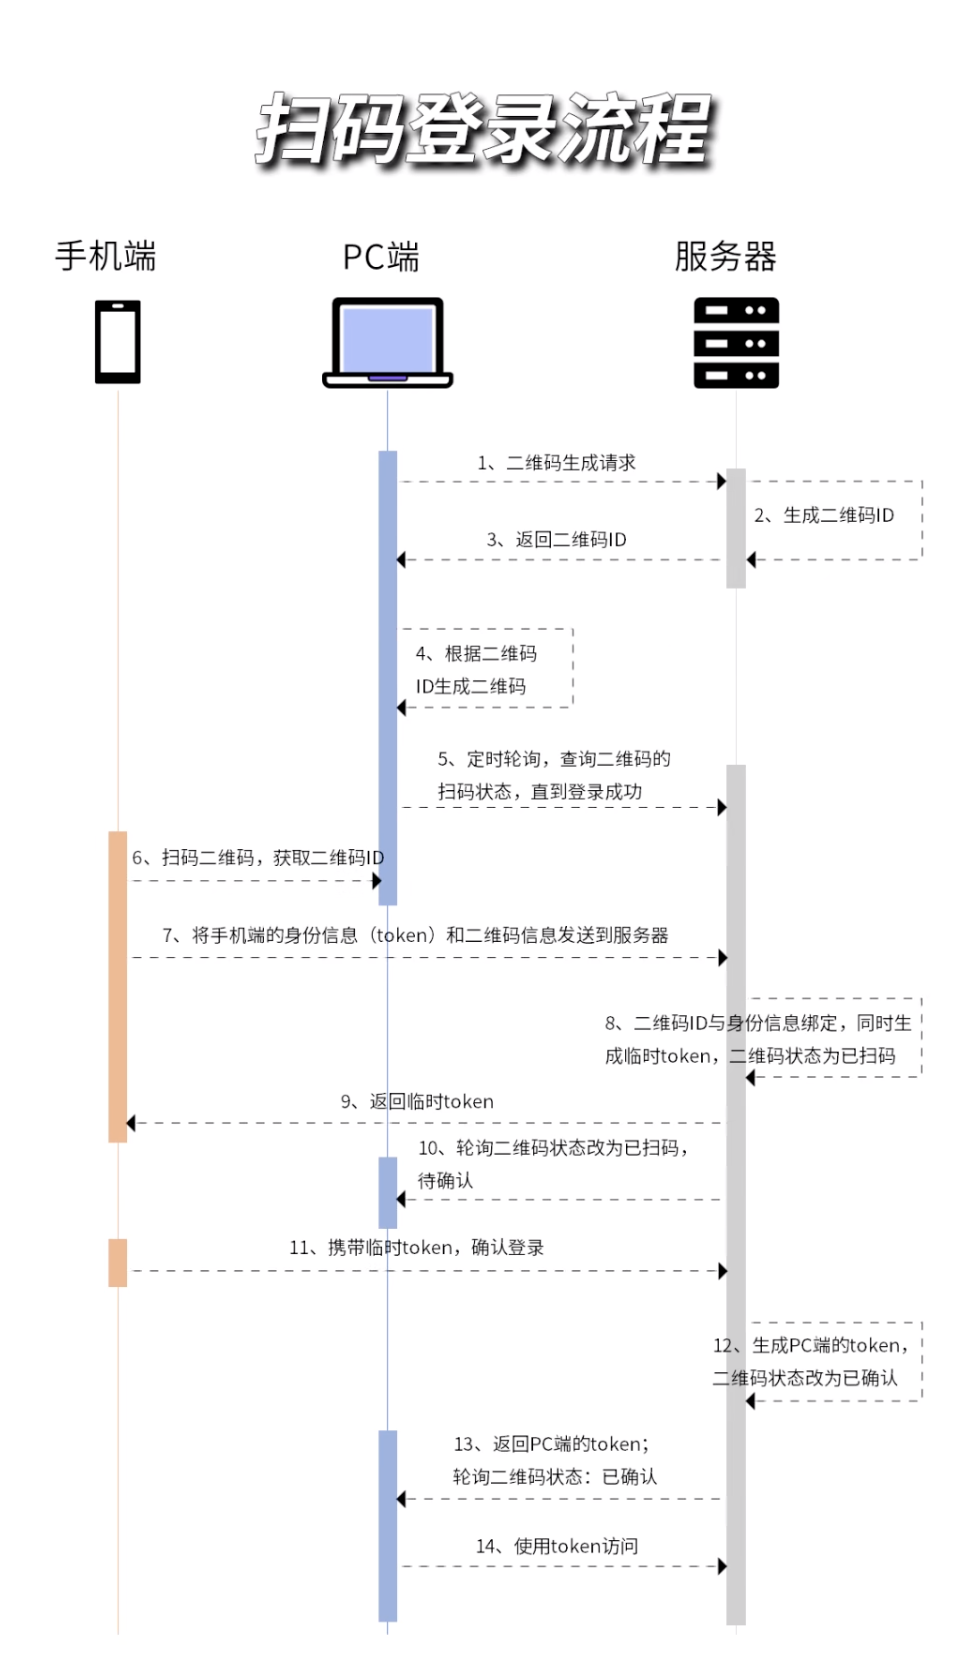 扫码登录流程
手机端
PC端
服务器
1、二维码生成请求
2、生成二维码ID
3、返回二维码ID
4、根据二维码
ID生成二维码
5、定时轮询，查询二维码的
扫码状态，直到登录成功
6、扫码二维码，获取二维码ID
7、将手机端的身份信息（token）和二维码信息发送到服务器
8、二维码ID与身份信息绑定，同时生
成临时token，二维码状态为已扫码
9、返回临时token
10、轮询二维码状态改为已扫码，
待确认
11、携带临时token，确认登录
12、生成PC端的token，
二维码状态改为已确认
13、返回PC端的token；
轮询二维码状态：已确认
14、使用token访问